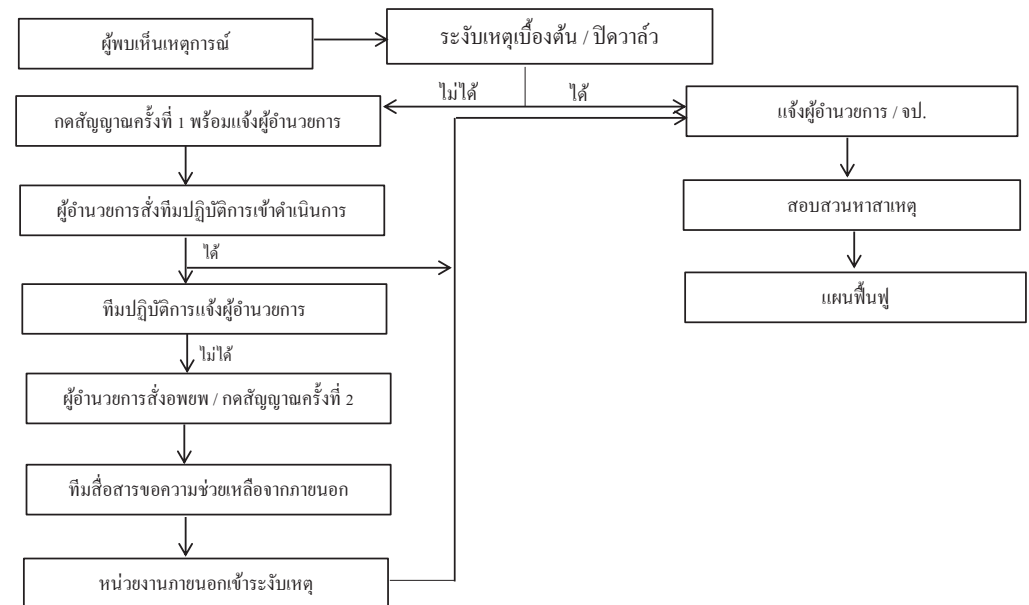 ผู้พบเห็นเหตุการณ์
ระงับเหตุเบื้องต้น / ปิดวาล์ว
ไม่ได้
ได้
กดสัญญาณครั้งที่ 1 พร้อมแจ้งผู้อำนวยการ
แจ้งผู้อำนวยการ / จป.
ผู้อำนวยการสั่งทีมปฏิบัติการเข้าดำเนินการ
สอบสวนหาสาเหตุ
ได้
ทีมปฏิบัติการแจ้งผู้อำนวยการ
แผนฟื้นฟู
ไม่ได้
ผู้อำนวยการสั่งอพยพ / กดสัญญาณครั้งที่ 2
ทีมสื่อสารขอความช่วยเหลือจากภายนอก
หน่วยงานภายนอกเข้าระงับเหตุ